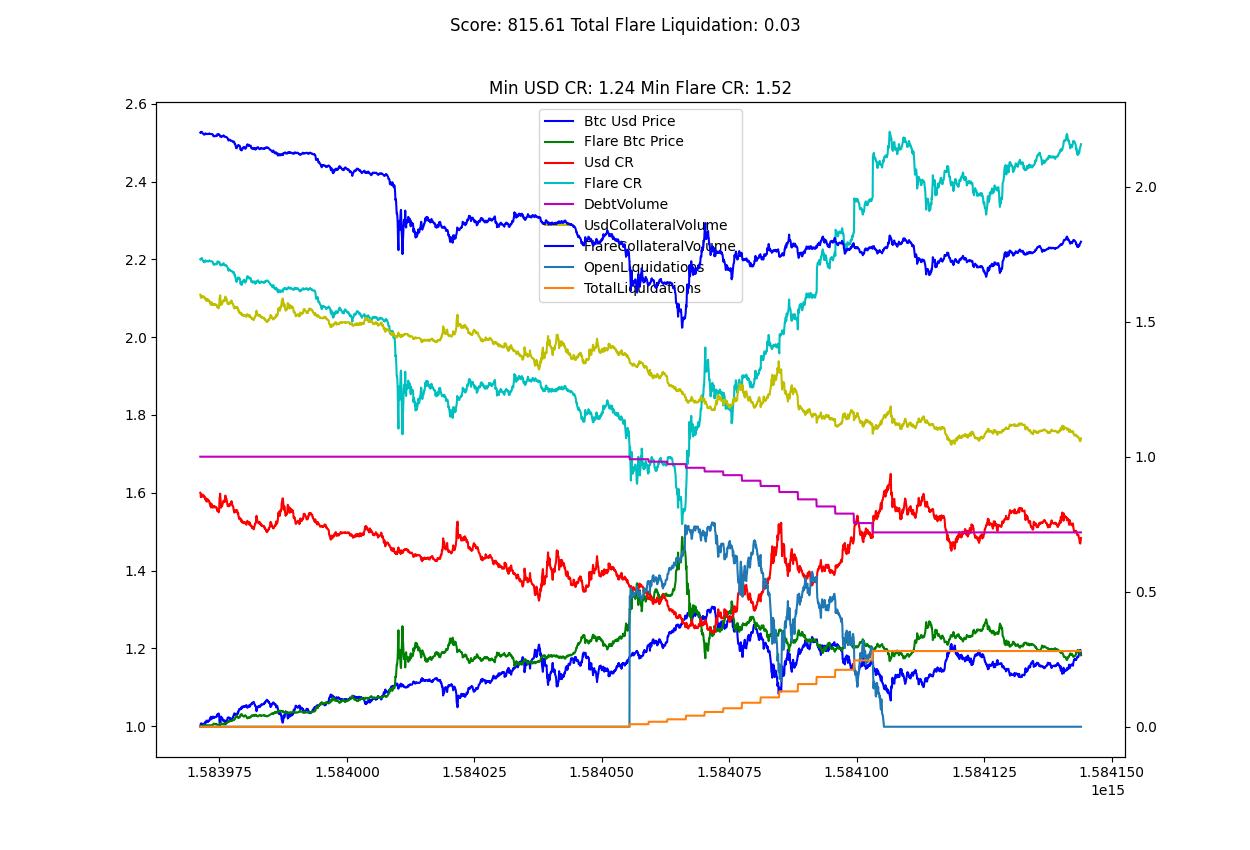 Score: 815.61 Total Flare Liquidation: 0.03
Min USD CR: 1.24 Min Flare CR: 1.52
Btc Usd Price
Flare Btc Price
Usd CR
Flare CR
DebtVolume
UsdCollateralVolume
FlareCollateralVolume
OpenLiquidations
TotalLiquidations
2.6
2.4
2.2
2.0
1.8
1.6
1.4
1.2
1.0
2.0
1.5
1.0
0.5
0.0
1.583975 1.584000 1.584025 1.584050 1.584075 1.584100 1.584125 1.584150
1e15